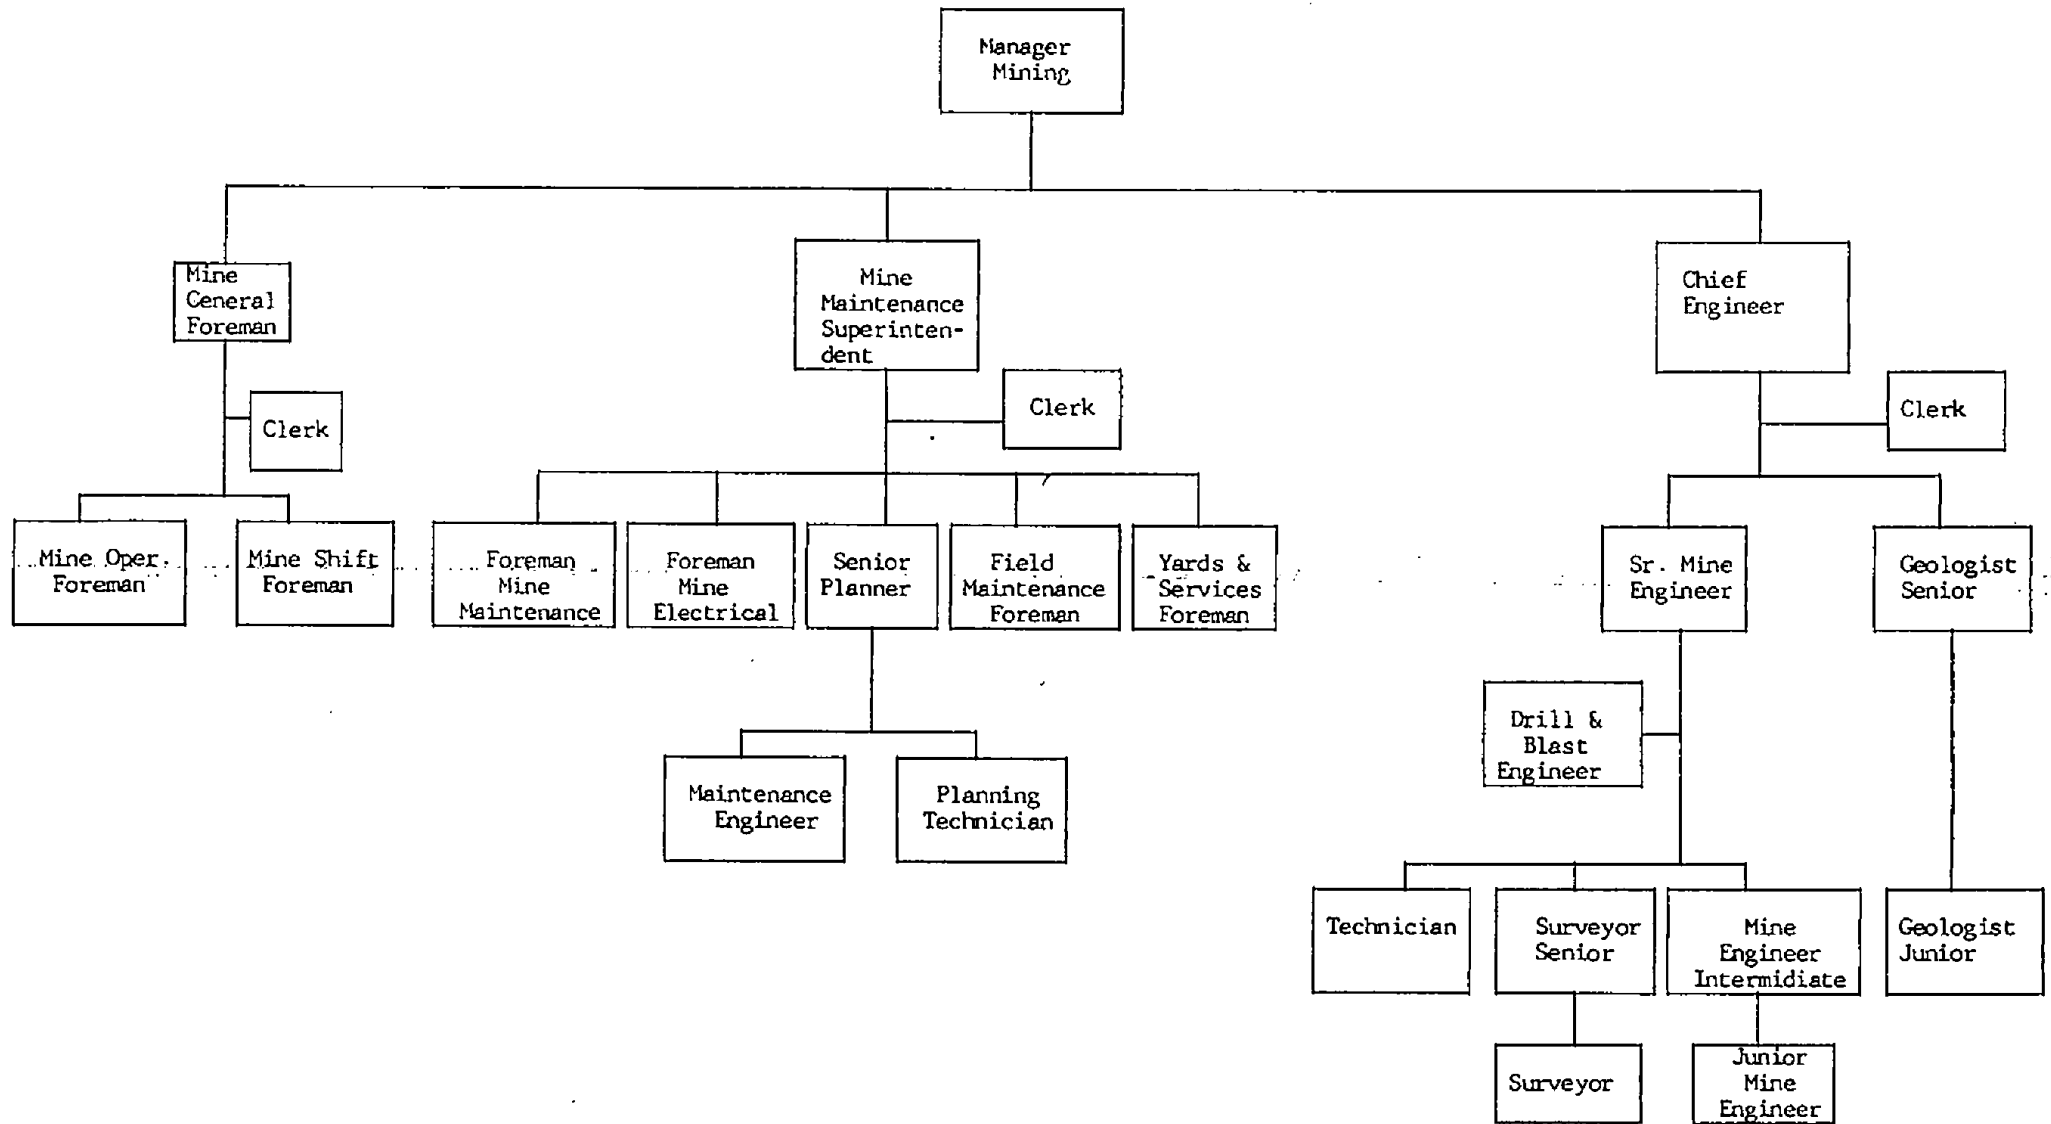 Manager
Mining
Mine
General
Foreman
Mine
Maintenance
Superinten-
dent
Chief
Engineer
Clerk
Clerk
Clerk
Mine Oper.
Foreman
Mine Shift
Foreman
Foreman
Mine
Maintenance
Foreman
Mine
Electrical
Senior
Planner
Field
Maintenance
Foreman
Yards &
Services
Foreman
Sr. Mine
Engineer
Geologist
Senior
Drill &
Blast
Engineer
Maintenance
Engineer
Planning
Technician
Technician
Surveyor
Senior
Mine
Engineer
Intermidiate
Geologist
Junior
Surveyor
Junior
Mine
Engineer